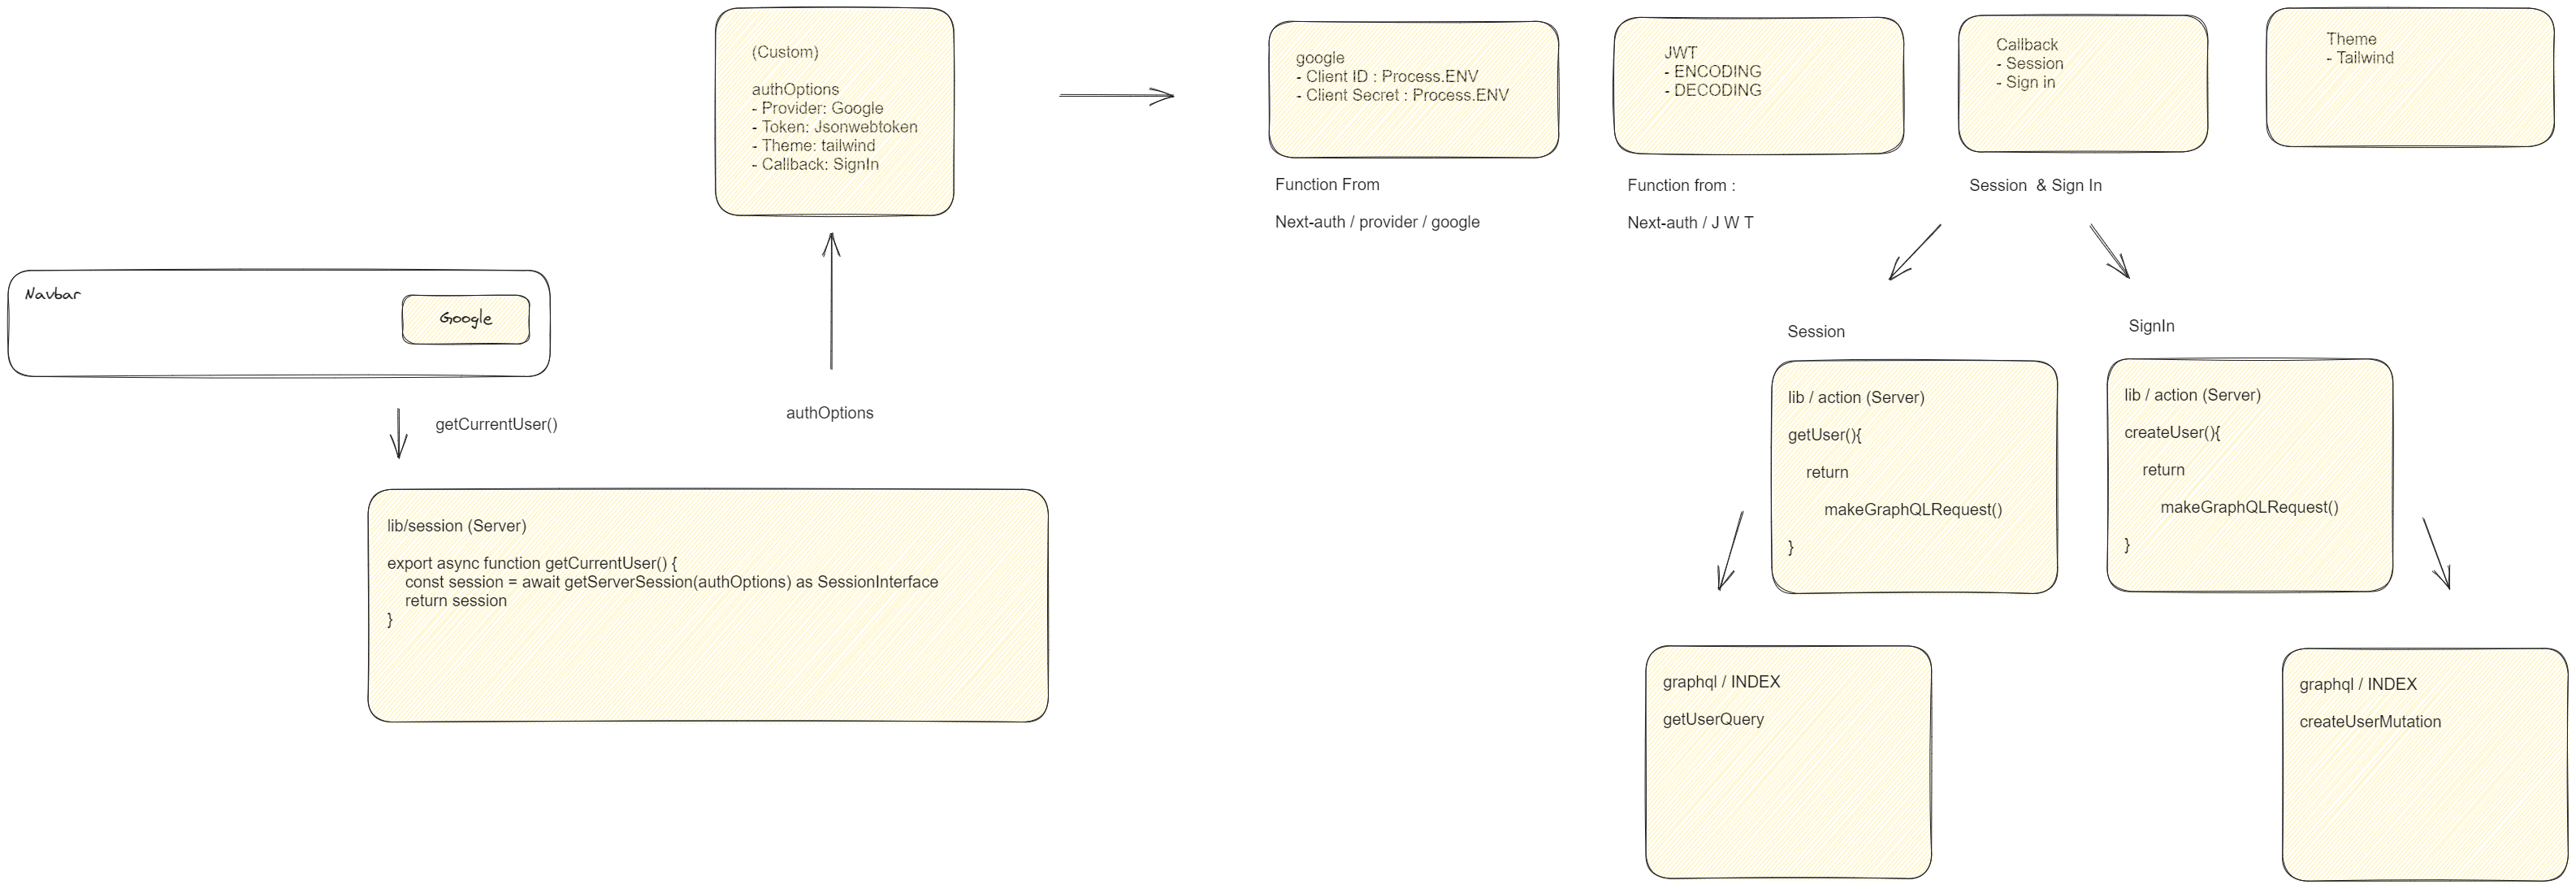 (Custom)
authOptions
- Provider: Google
- Token: Jsonwebtoken
- Theme: tailwind
- Callback: SignIn
google
- Client ID : Process.ENV
- Client Secret : Process.ENV
Function From
Next-auth / provider / google
JWT
- ENCODING
- DECODING
Function from :
Next-auth / J W T
Callback
- Session
- Sign in
Session & Sign In
Theme
- Tailwind
Navbar
Google
getCurrentUser()
authOptions
lib/session (Server)
export async function getCurrentUser() {
const session = await getServerSession(authOptions) as SessionInterface
return session
}
Session
lib / action (Server)
getUser(){
return
makeGraphQLRequest()
}
SignIn
lib / action (Server)
createUser(){
return
makeGraphQLRequest()
}
graphql / INDEX
getUserQuery
graphql / INDEX
createUserMutation